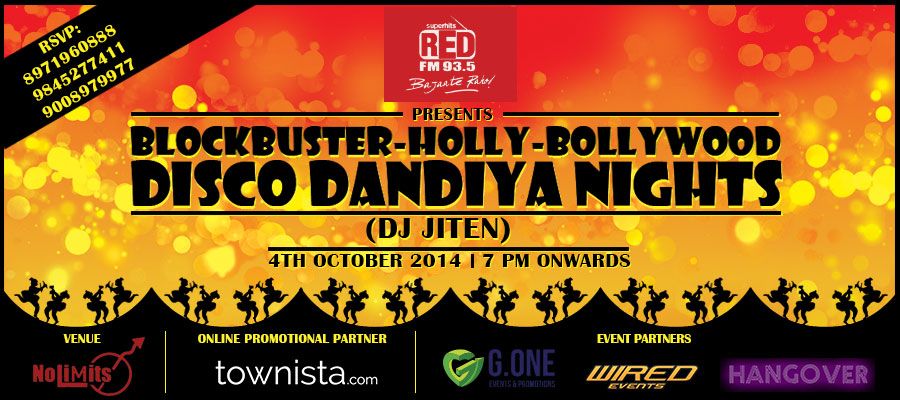 RSVP:
8971960888
9845277411
9008979977
superhits
RED
FM 93.5
Bajaate Raho!
PRESENTS
BLOCKBUSTER-HOLLY-BOLLYWOOD
DISCO DANDIYA NIGHTS
(DJ JITEN)
4TH OCTOBER 2014 | 7 PM ONWARDS
VENUE
NoLiMits
ONLINE PROMOTIONAL PARTNER
townista.com
EVENT PARTNERS
G.ONE
EVENTS & PROMOTIONS
WIRED
EVENTS
HANGOVER